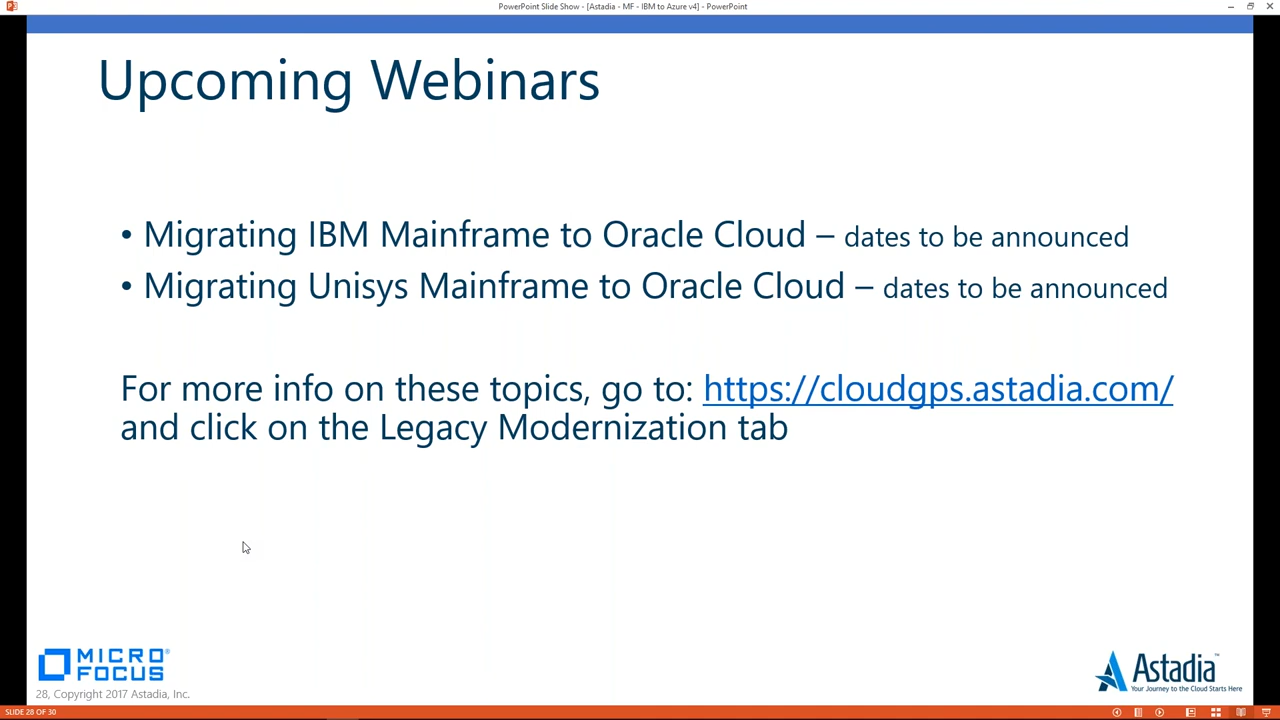 PowerPoint Slide Show - [Astadia - MF - IBM to Azure v4] - PowerPoint
Upcoming Webinars
• Migrating IBM Mainframe to Oracle Cloud – dates to be announced
• Migrating Unisys Mainframe to Oracle Cloud – dates to be announced
For more info on these topics, go to: https://cloudgps.astadia.com/
and click on the Legacy Modernization tab
MICRO
FOCUS®
Astadia™
Your Journey to the Cloud Starts Here
28, Copyright 2017 Astadia, Inc.
SLIDE 28 OF 30